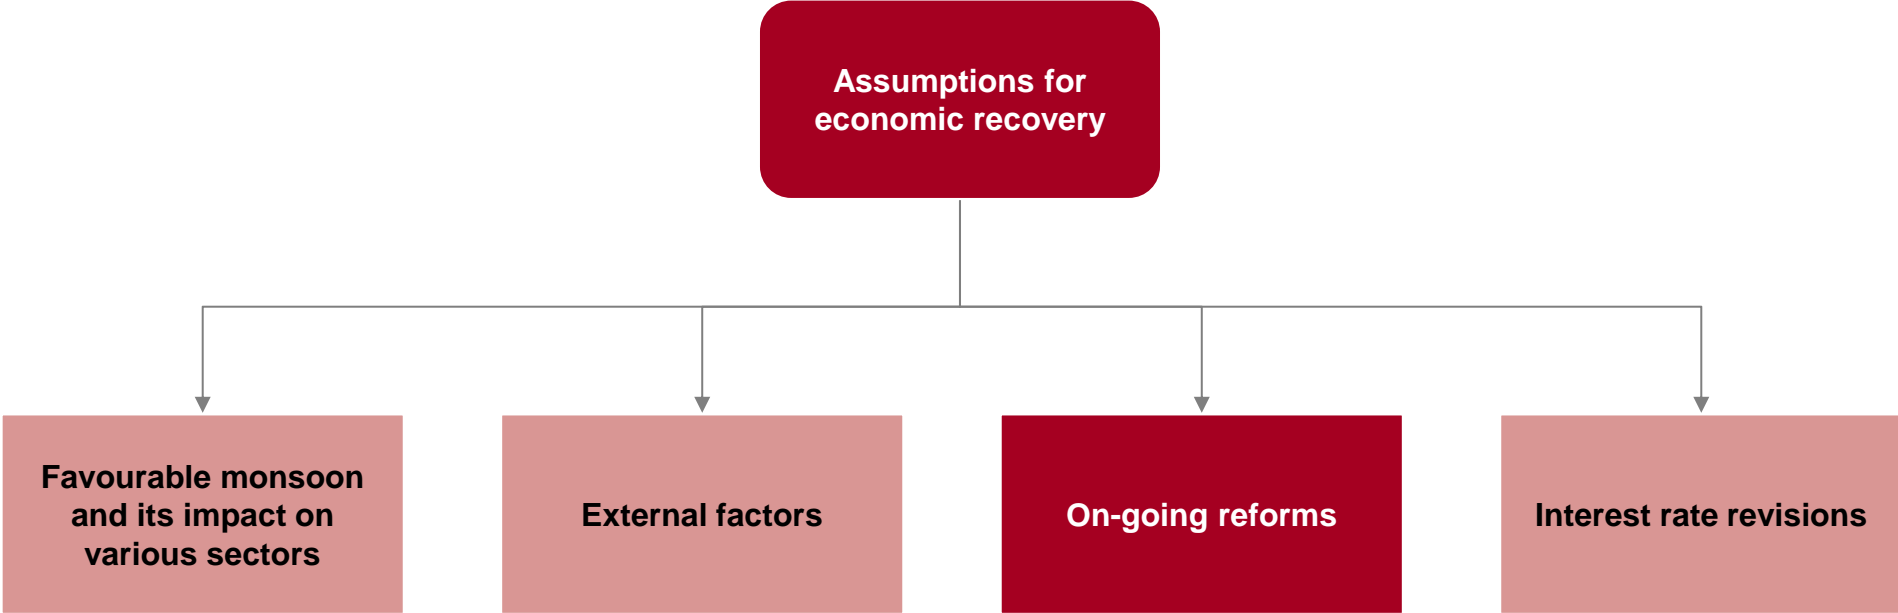 Assumptions for
economic recovery
Favourable monsoon
and its impact on
various sectors
External factors
On-going reforms
Interest rate revisions